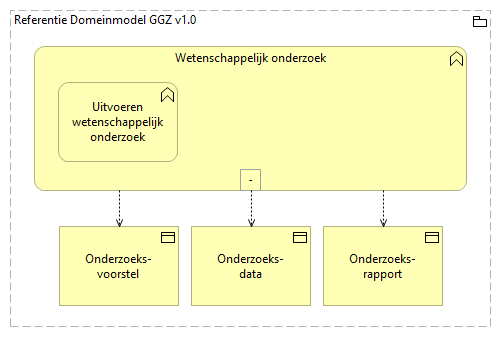 Referentie Domeinmodel GGZ v1.0
Wetenschappelijk onderzoek
Uitvoeren
wetenschappelijk
onderzoek
-
Onderzoeks-
voorstel
Onderzoeks-
data
Onderzoeks-
rapport